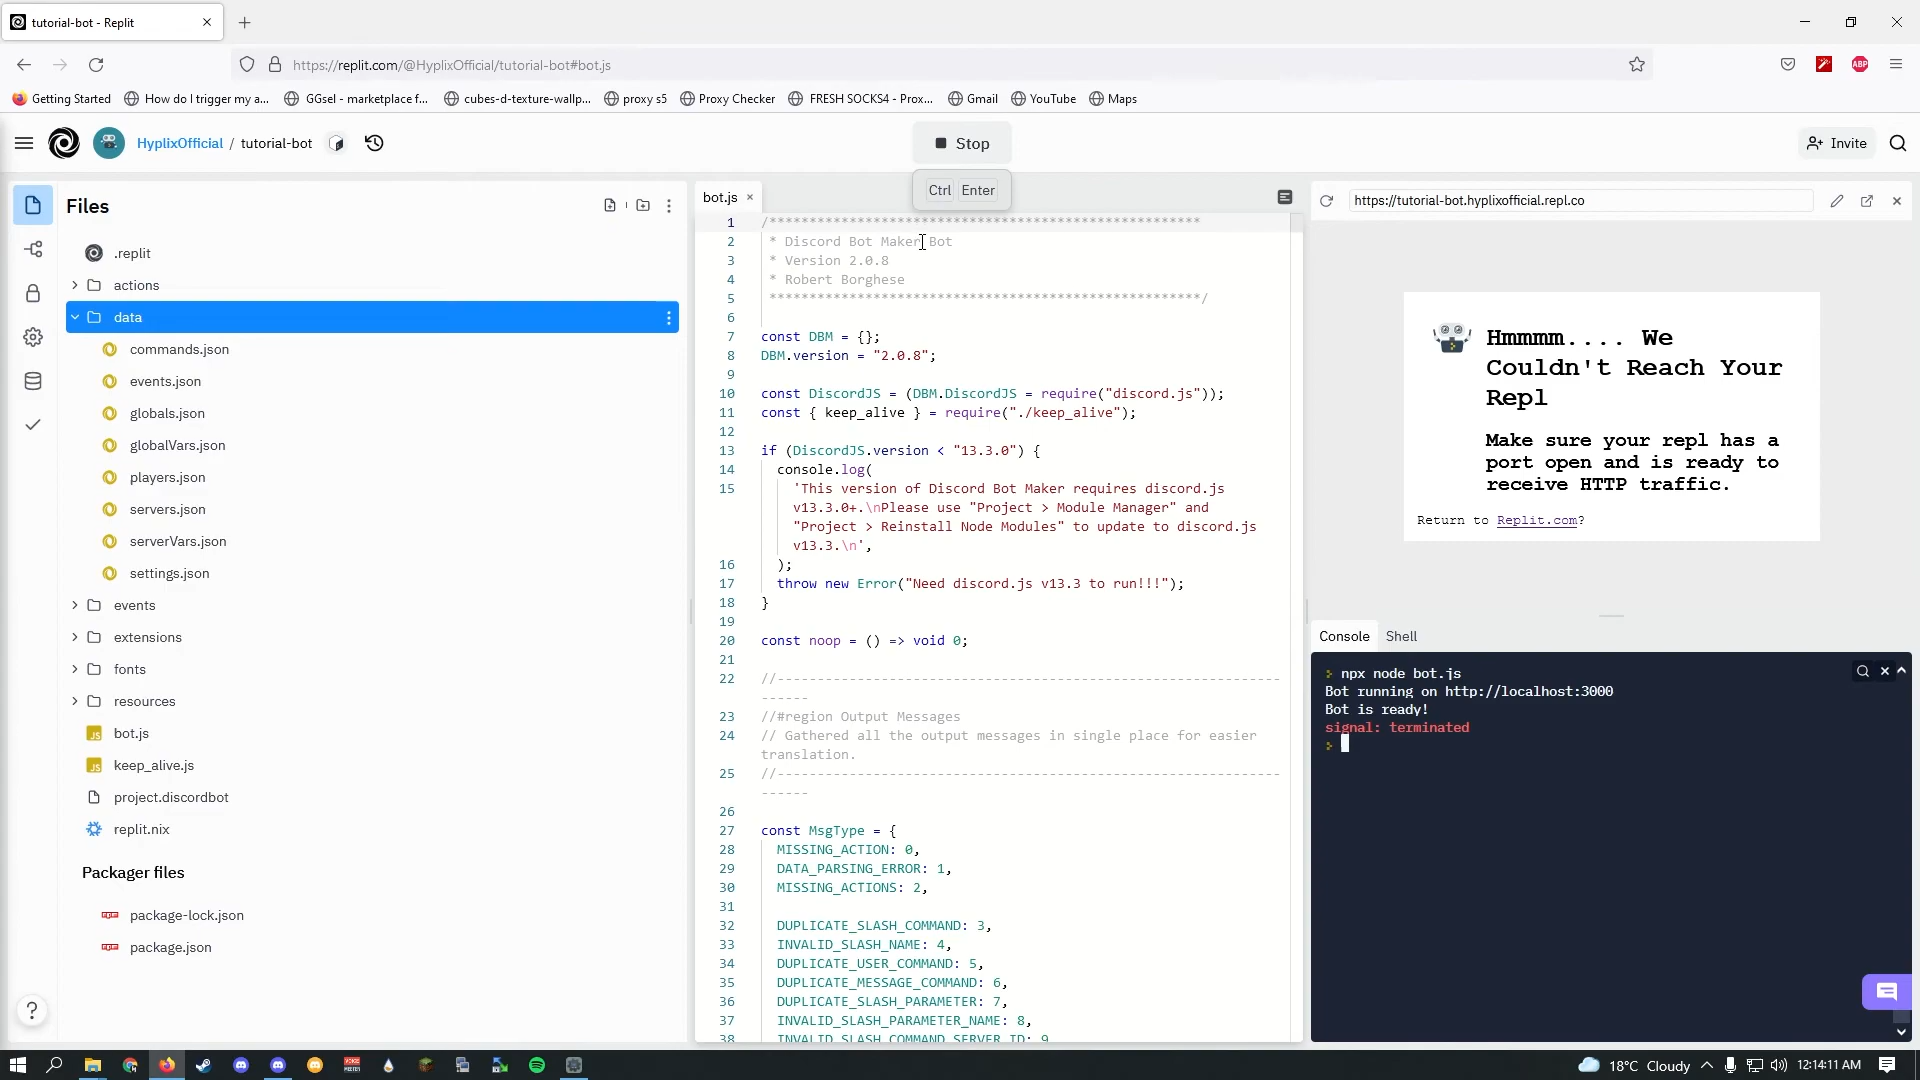 tutorial-bot - Replit
https://replit.com/@HyplixOfficial/tutorial-bot#bot.js
ABP
Getting Started
How do I trigger my a...
GGsel - marketplace f...
cubes-d-texture-wallp...
proxy s5
Proxy Checker
FRESH SOCKS4 - Prox...
Gmail
YouTube
Maps
HyplixOfficial / tutorial-bot
Stop
Invite
Ctrl Enter
Files
.replit
actions
data
commands.json
events.json
globals.json
globalVars.json
players.json
servers.json
serverVars.json
settings.json
events
extensions
fonts
resources
JS bot.js
JS keep_alive.js
project.discordbot
replit.nix
Packager files
package-lock.json
package.json
?
bot.js
1 /******************************************************
2 * Discord Bot Maker Bot
3 * Version 2.0.8
4 * Robert Borghese
5 ******************************************************/
6
7 const DBM = {};
8 DBM.version = "2.0.8";
9
10 const DiscordJS = (DBM.DiscordJS = require("discord.js"));
11 const { keep_alive } = require("./keep_alive");
12
13 if (DiscordJS.version < "13.3.0") {
14 console.log(
15 'This version of Discord Bot Maker requires discord.js
v13.3.0+.\nPlease use "Project > Module Manager" and
"Project > Reinstall Node Modules" to update to discord.js
v13.3.\n',
16 );
17 throw new Error("Need discord.js v13.3 to run!!!");
18 }
19
20 const noop = () => void 0;
21
22 //---------------------------------------------------------------
------
23 //#region Output Messages
24 // Gathered all the output messages in single place for easier
translation.
25 //---------------------------------------------------------------
------
26
27 const MsgType = {
28 MISSING_ACTION: 0,
29 DATA_PARSING_ERROR: 1,
30 MISSING_ACTIONS: 2,
31
32 DUPLICATE_SLASH_COMMAND: 3,
33 INVALID_SLASH_NAME: 4,
34 DUPLICATE_USER_COMMAND: 5,
35 DUPLICATE_MESSAGE_COMMAND: 6,
36 DUPLICATE_SLASH_PARAMETER: 7,
37 INVALID_SLASH_PARAMETER_NAME: 8,
38 INVALID_SLASH_COMMAND_SERVER_ID: 9
https://tutorial-bot.hyplixofficial.repl.co
Hmmmm.... We
Couldn't Reach Your
Repl
Make sure your repl has a
port open and is ready to
receive HTTP traffic.
Return to Replit.com?
Console Shell
npx node bot.js
Bot running on http://localhost:3000
Bot is ready!
signal: terminated
18°C Cloudy
12:14:11 AM